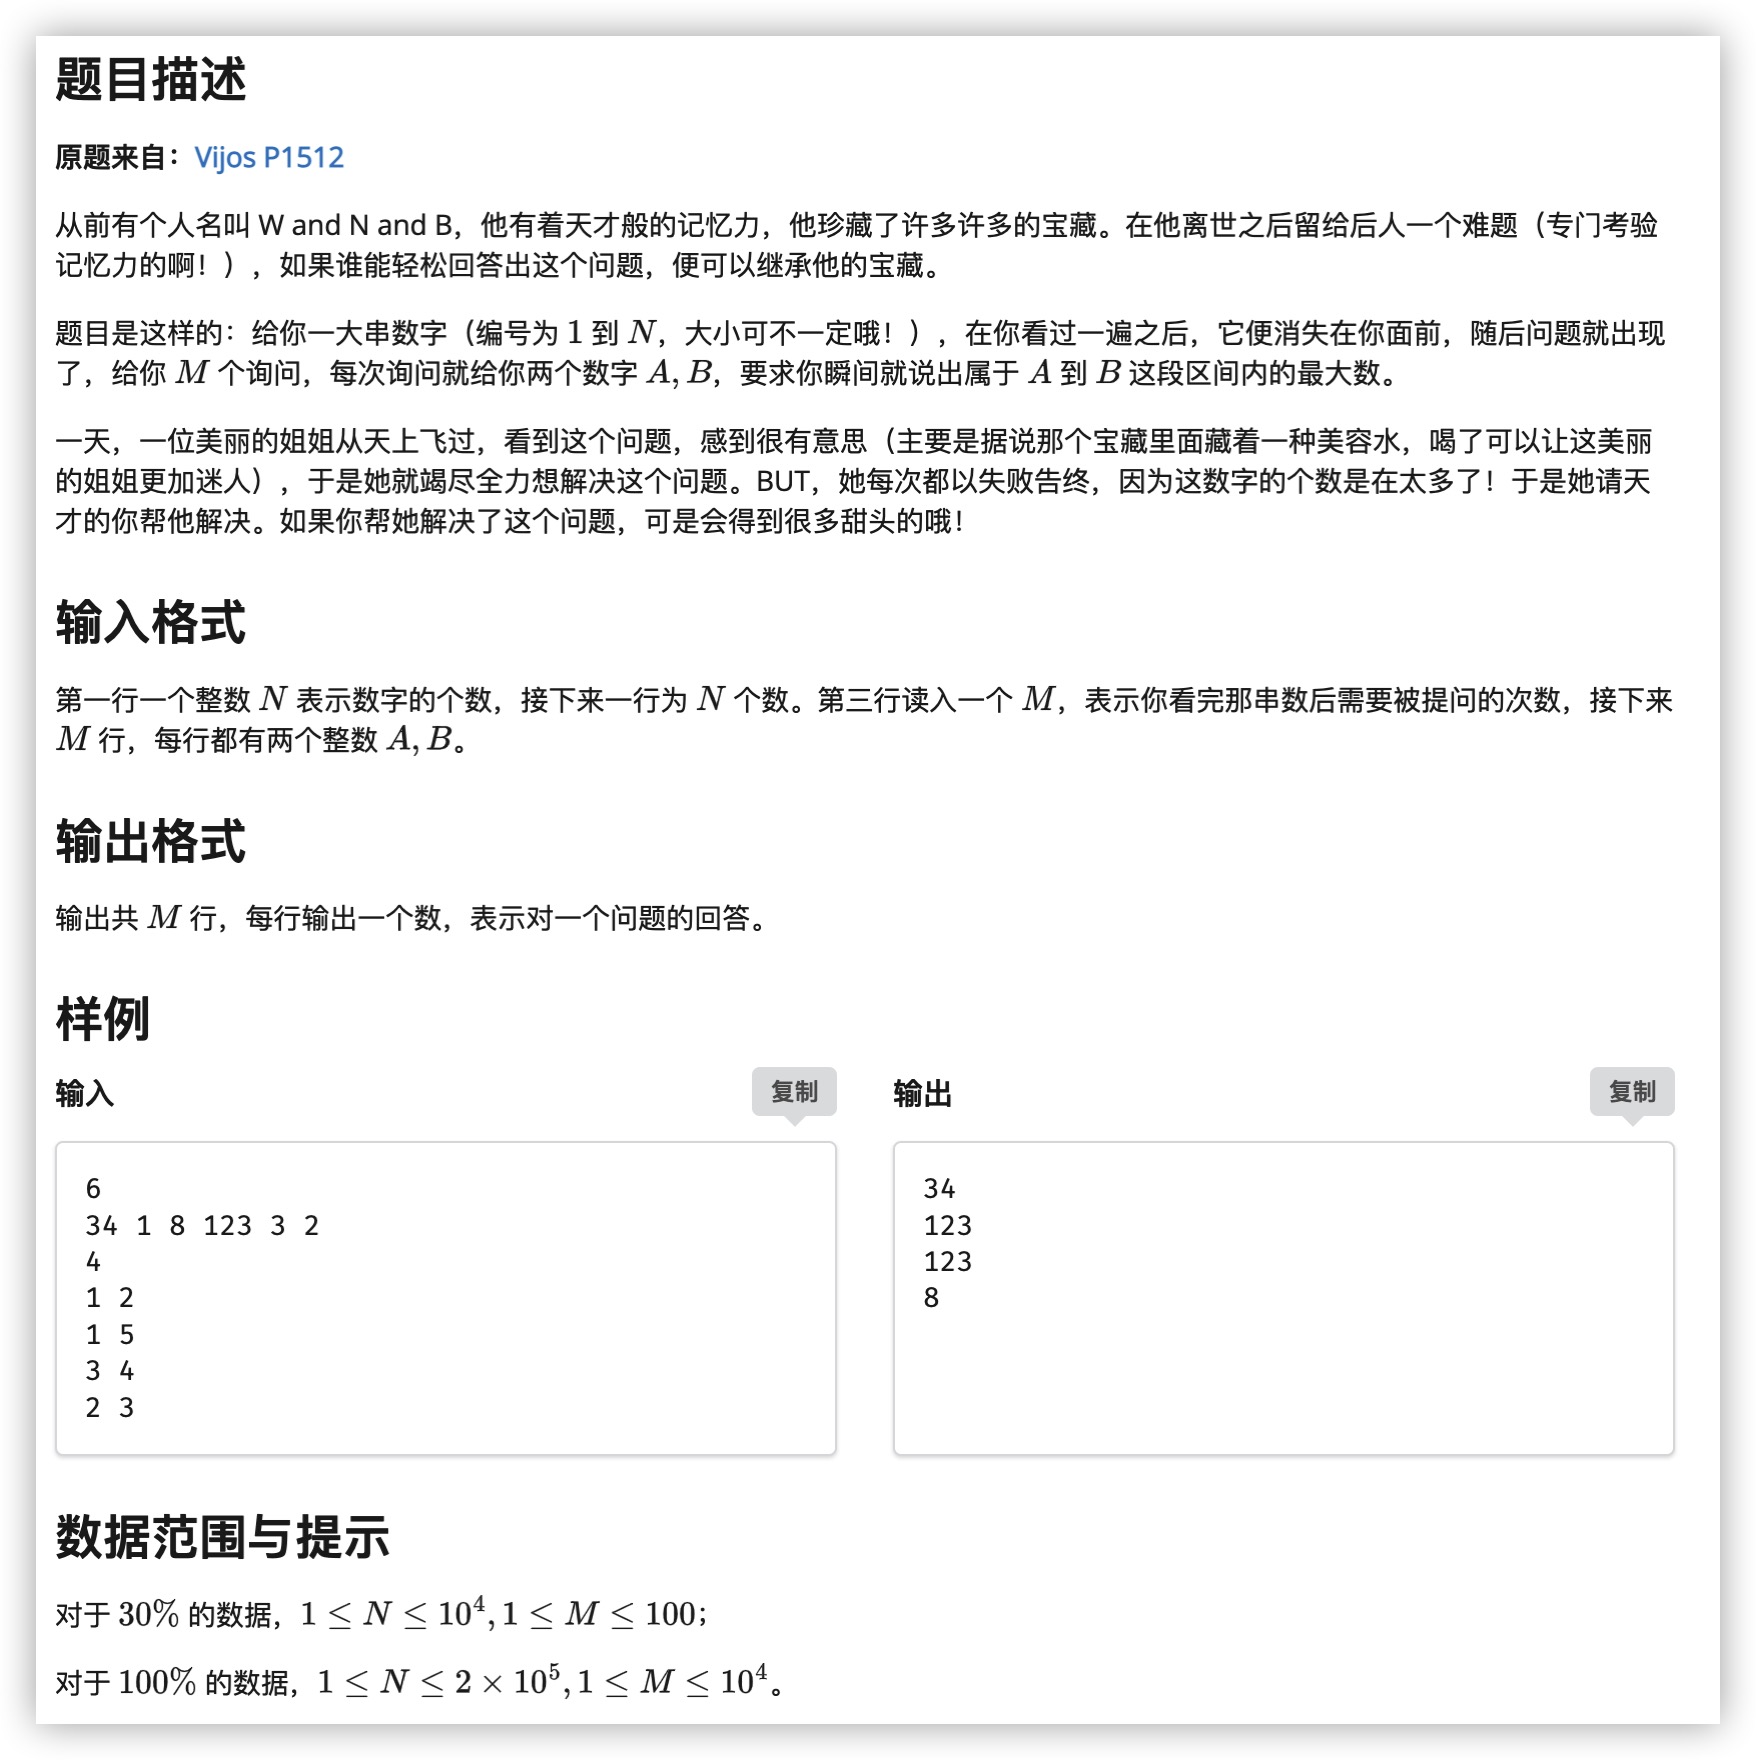 题目描述
原题来自：Vijos P1512
从前有个人名叫 W and N and B，他有着天才般的记忆力，他珍藏了许多许多的宝藏。在他离世之后留给后人一个难题（专门考验
记忆力的啊！），如果谁能轻松回答出这个问题，便可以继承他的宝藏。
题目是这样的：给你一大串数字（编号为 1 到 N，大小可不一定哦！），在你看过一遍之后，它便消失在你面前，随后问题就出现
了，给你 M 个询问，每次询问就给你两个数字 A, B，要求你瞬间就说出属于 A 到 B 这段区间内的最大数。
一天，一位美丽的姐姐从天上飞过，看到这个问题，感到很有意思（主要是据说那个宝藏里面藏着一种美容水，喝了可以让这美丽
的姐姐更加迷人），于是她就竭尽全力想解决这个问题。BUT，她每次都以失败告终，因为这数字的个数是在太多了！于是她请天
才的你帮他解决。如果你帮她解决了这个问题，可是会得到很多甜头的哦！
输入格式
第一行一个整数 N 表示数字的个数，接下来一行为 N 个数。第三行读入一个 M，表示你看完那串数后需要被提问的次数，接下来
M 行，每行都有两个整数 A, B。
输出格式
输出共 M 行，每行输出一个数，表示对一个问题的回答。
样例
输入
复制
6
34 1 8 123 3 2
4
1 2
1 5
3 4
2 3
输出
复制
34
123
123
8
数据范围与提示
对于 30% 的数据，1 ≤ N ≤ 10⁴, 1 ≤ M ≤ 100；
对于 100% 的数据，1 ≤ N ≤ 2 × 10⁵, 1 ≤ M ≤ 10⁴。